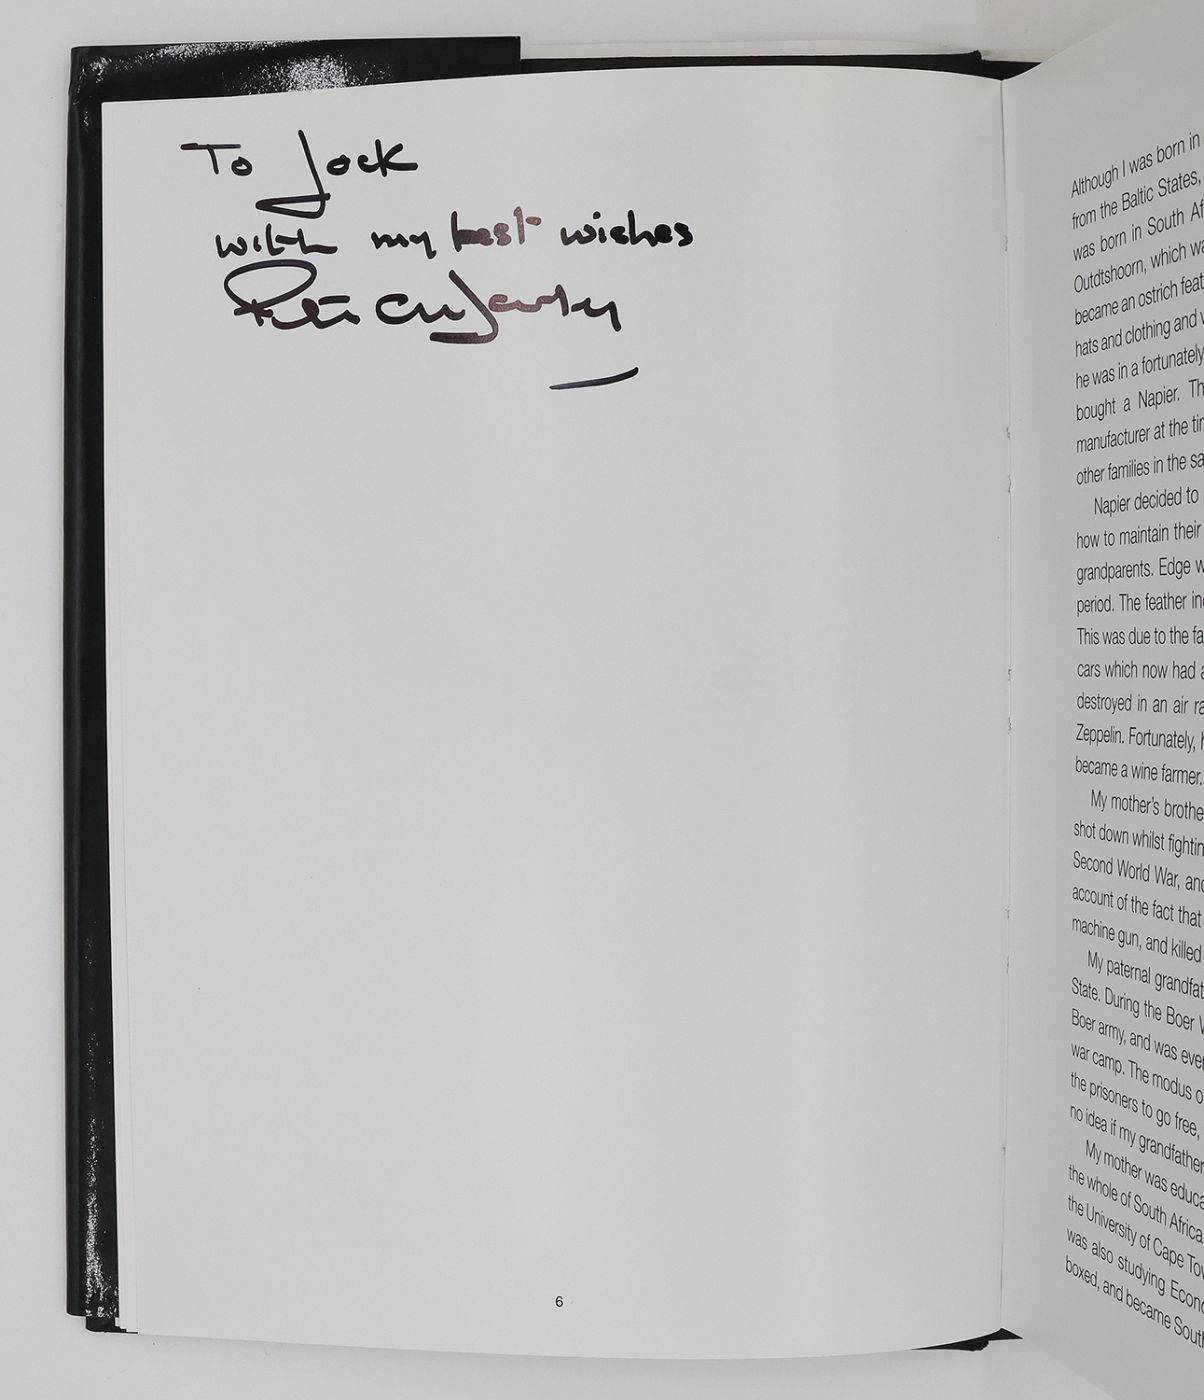 To Jock
with my best wishes
6
Although I was born in
from the Baltic States,
was born in South Af
Outdtshoorn, which wa
became an ostrich feat
hats and clothing and
he was in a fortunately
bought a Napier. Th
manufacturer at the tim
other families in the sa
Napier decided to
how to maintain their
grandparents. Edge w
period. The feather in
This was due to the fa
cars which now had a
destroyed in an air ra
Zeppelin. Fortunately, h
became a wine farmer.
My mother's brothe
shot down whilst fightin
Second World War, and
account of the fact that
machine gun, and killed
My paternal grandfat
State. During the Boer
Boer army, and was ever
war camp. The modus o
the prisoners to go free,
no idea if my grandfather
My mother was educa
the whole of South Africa
the University of Cape Tow
was also studying Econo
boxed, and became South